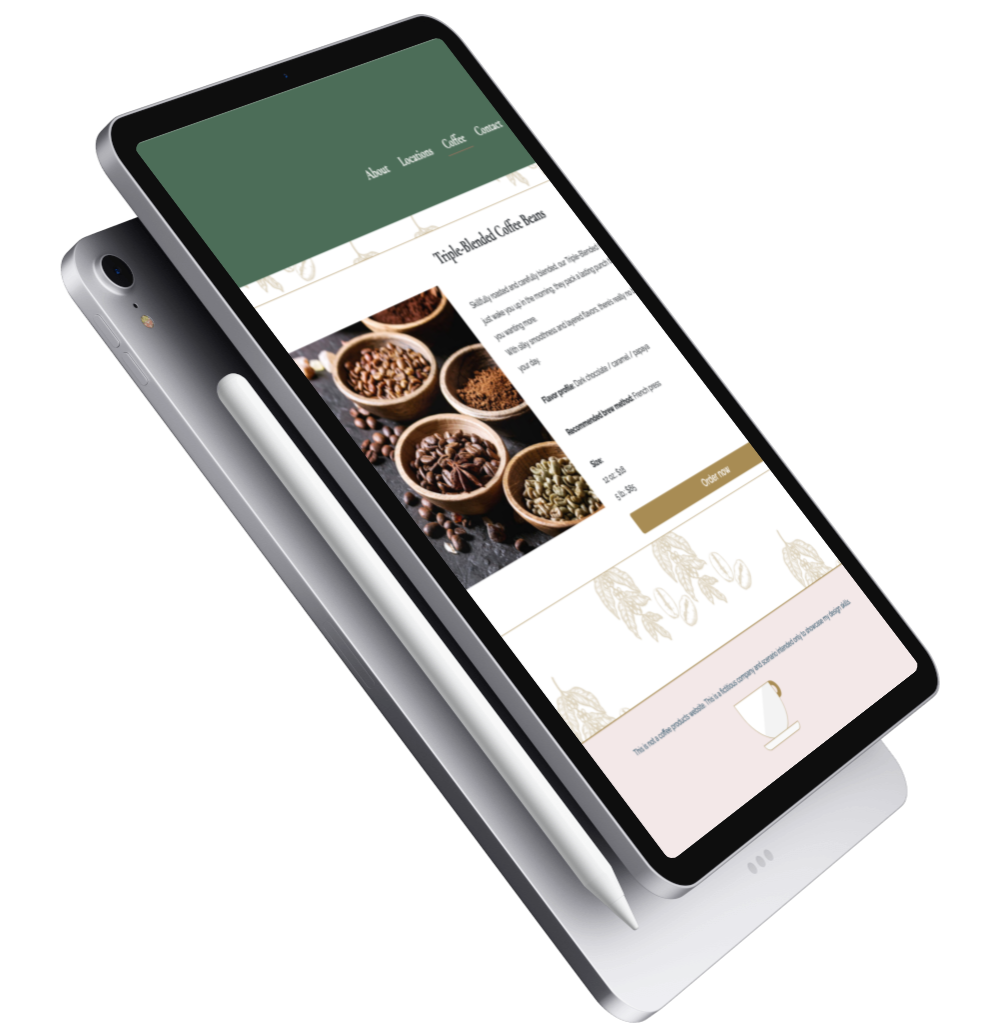 About Locations Coffee Contact
Triple-Blended Coffee Beans
Skillfully roasted and carefully blended, our Triple-Blended
just wake you up in the morning, they pack a lasting punch
you wanting more.
With silky smoothness and layered flavors, there's really no
your day.
Flavor profile: Dark chocolate / caramel / papaya
Recommended brew method: French press
Size:
12 oz. $18
5 lb. $85
Order now
This is not a coffee products website. This is a fictitious company and scenario intended only to showcase my design skills.